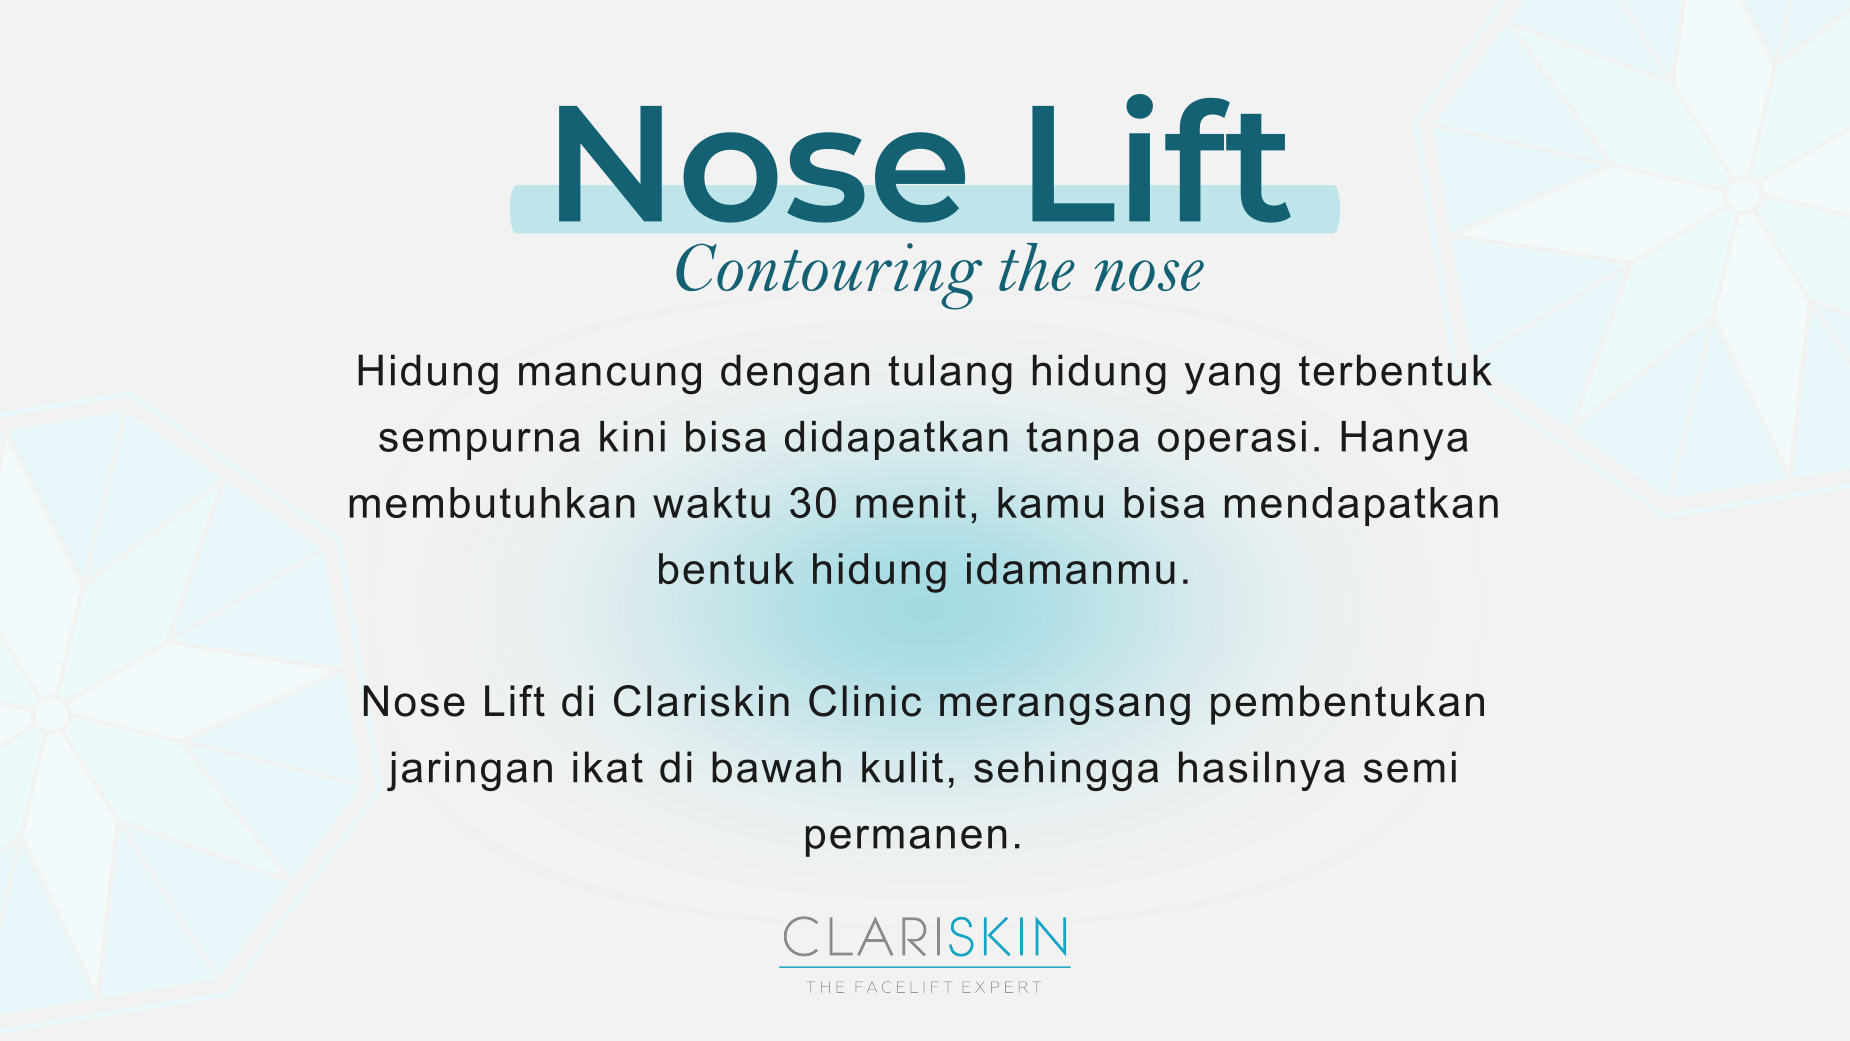 Nose Lift
Contouring the nose
Hidung mancung dengan tulang hidung yang terbentuk
sempurna kini bisa didapatkan tanpa operasi. Hanya
membutuhkan waktu 30 menit, kamu bisa mendapatkan
bentuk hidung idamanmu.
Nose Lift di Clariskin Clinic merangsang pembentukan
jaringan ikat di bawah kulit, sehingga hasilnya semi
permanen.
CLARISKIN
THE FACELIFT EXPERT